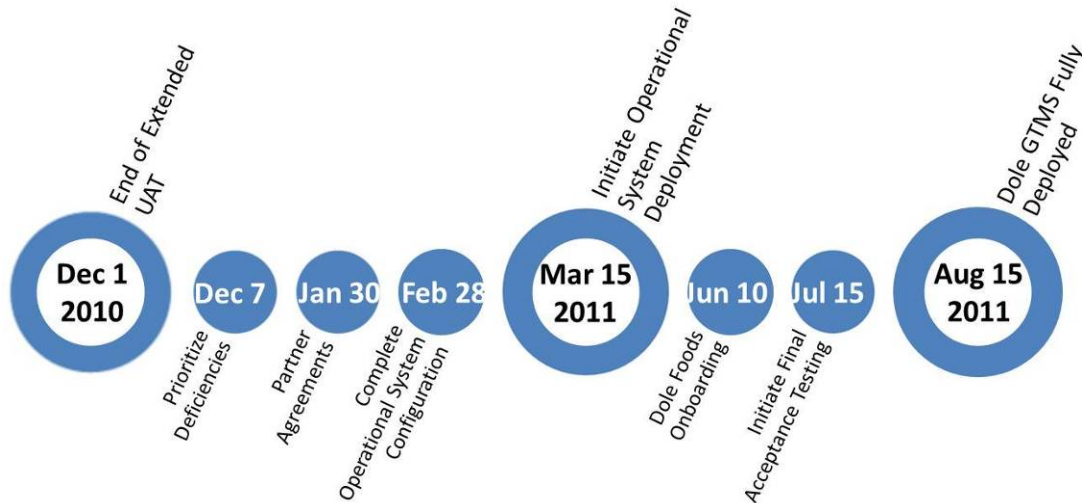 End of Extended
UAT
Dec 1
2010
Dec 7
Prioritize
Deficiencies
Jan 30
Partner
Agreements
Feb 28
Complete
Operational System
Configuration
Initiate Operational
System
Deployment
Mar 15
2011
Jun 10
Dole Foods
Onboarding
Jul 15
Initiate Final
Acceptance Testing
Dole GTMS Fully
Deployed
Aug 15
2011